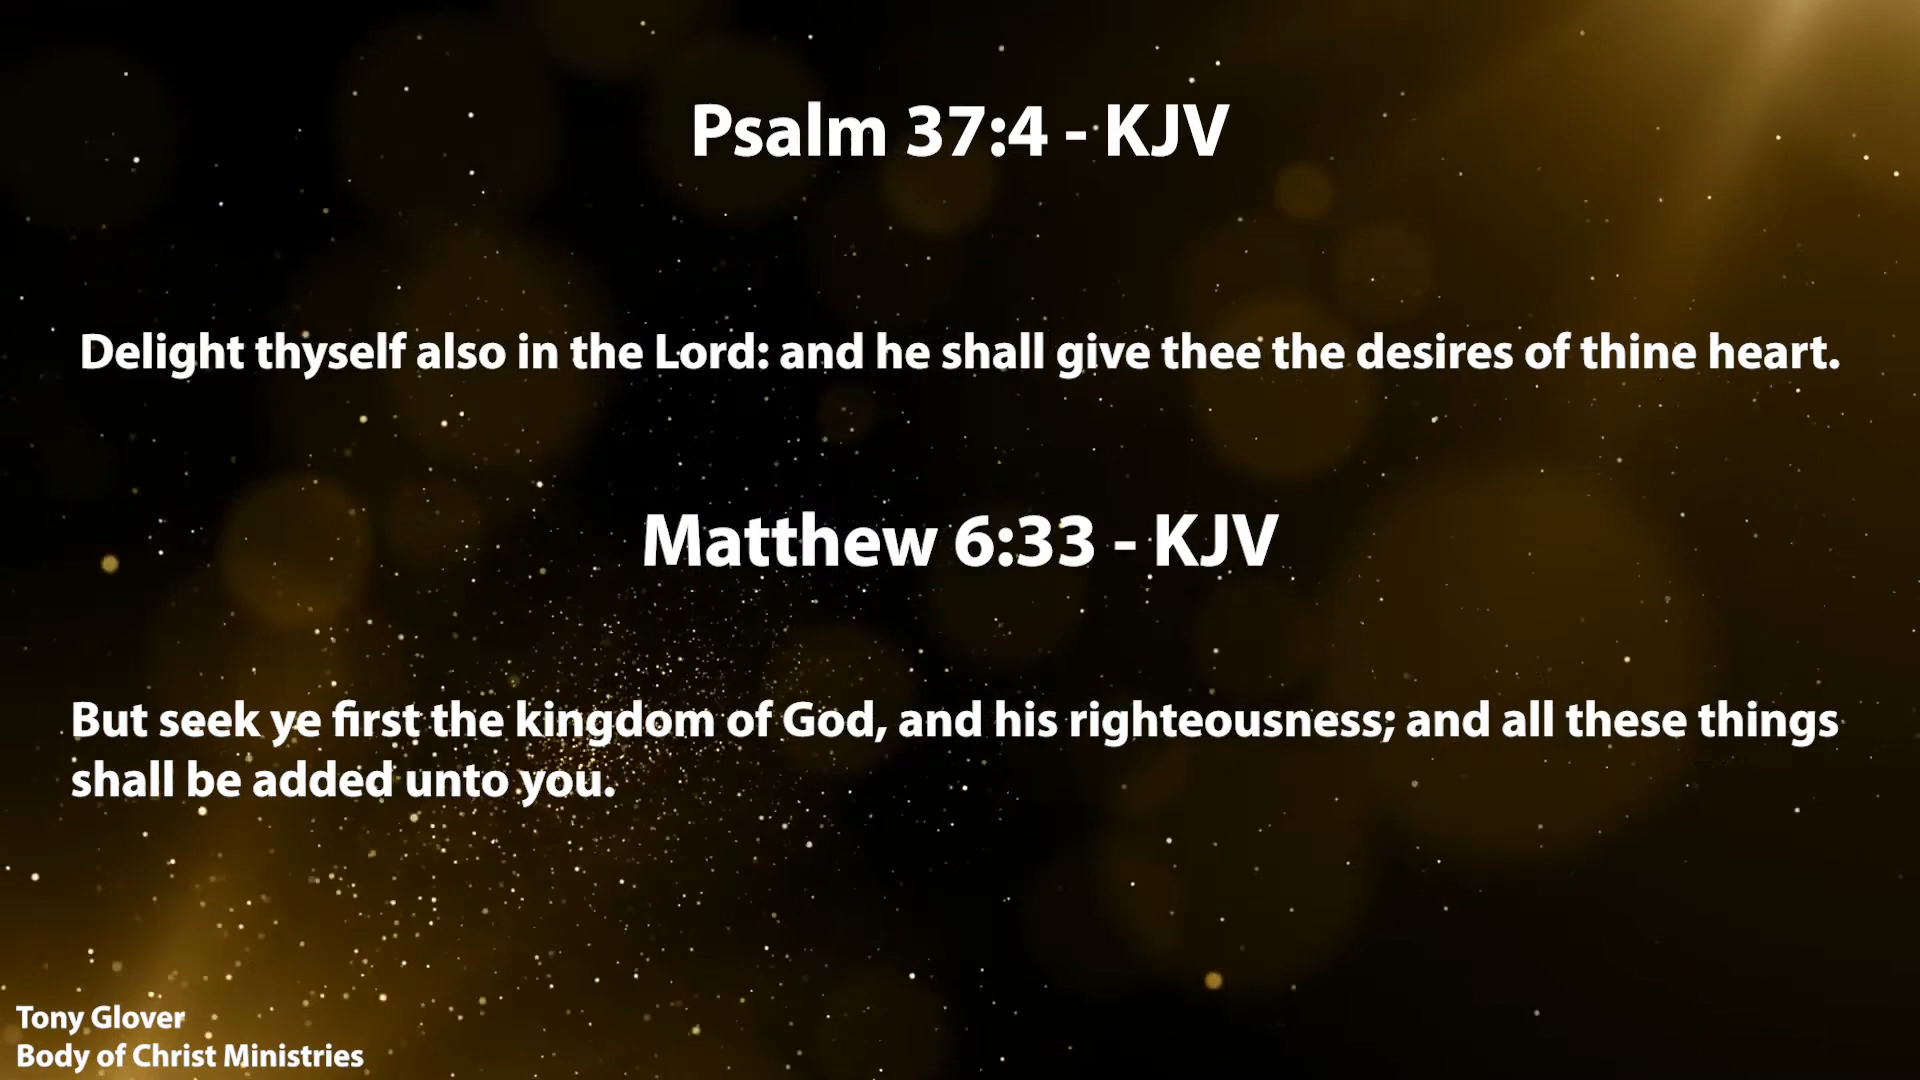 Psalm 37:4 - KJV
Delight thyself also in the Lord: and he shall give thee the desires of thine heart.
Matthew 6:33 - KJV
But seek ye first the kingdom of God, and his righteousness; and all these things
shall be added unto you.
Tony Glover
Body of Christ Ministries